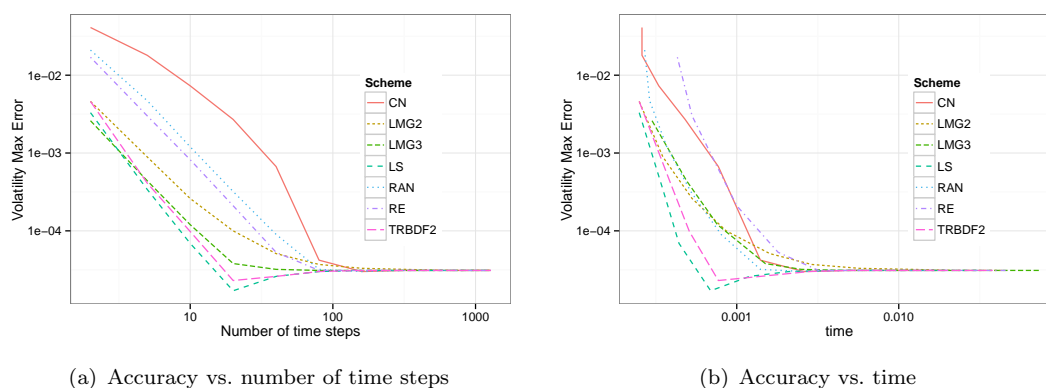 Volatility Max Error
1e−02
1e−03
1e−04
10
100
1000
Number of time steps
Scheme
CN
LMG2
LMG3
LS
RAN
RE
TRBDF2
(a) Accuracy vs. number of time steps
Volatility Max Error
1e−02
1e−03
1e−04
0.001
0.010
time
Scheme
CN
LMG2
LMG3
LS
RAN
RE
TRBDF2
(b) Accuracy vs. time